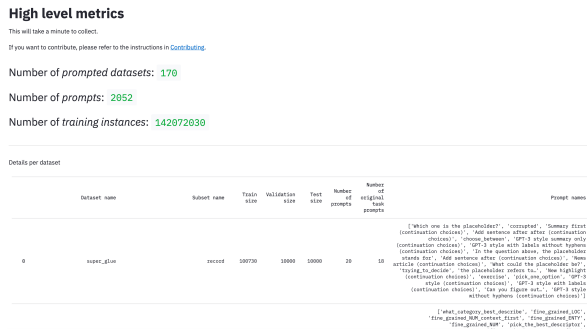 High level metrics
This will take a minute to collect.
If you want to contribute, please refer to the instructions in Contributing.
Number of prompted datasets: 170
Number of prompts: 2052
Number of training instances: 142072030
Details per dataset
Dataset name Subset name Train size Validation size Test size Number of prompts Number of original task prompts Prompt names
0 super_glue record 100730 10000 10000 20 18
['Which one is the placeholder?', 'corrupted', 'Summary first
(continuation choices)', 'Add sentence after after (continuation
choices)', 'choose_between', 'GPT-3 style summary only
(continuation choices)', 'GPT-3 style with labels without hyphens
(continuation choices)', 'In the question above, the placeholder
stands for', 'Add sentence after (continuation choices)', 'News
article (continuation choices)', 'What could the placeholder be?',
'trying_to_decide', 'the placeholder refers to…', 'New highlight
(continuation choices)', 'exercise', 'pick_one_option', 'GPT-3
style (continuation choices)', 'GPT-3 style with labels
(continuation choices)', 'Can you figure out…', 'GPT-3 style
without hyphens (continuation choices)']
['what_category_best_describe', 'fine_grained_LOC',
'fine_grained_NUM_context_first', 'fine_grained_ENTY',
'fine_grained_NUM', 'pick_the_best_descriptor',